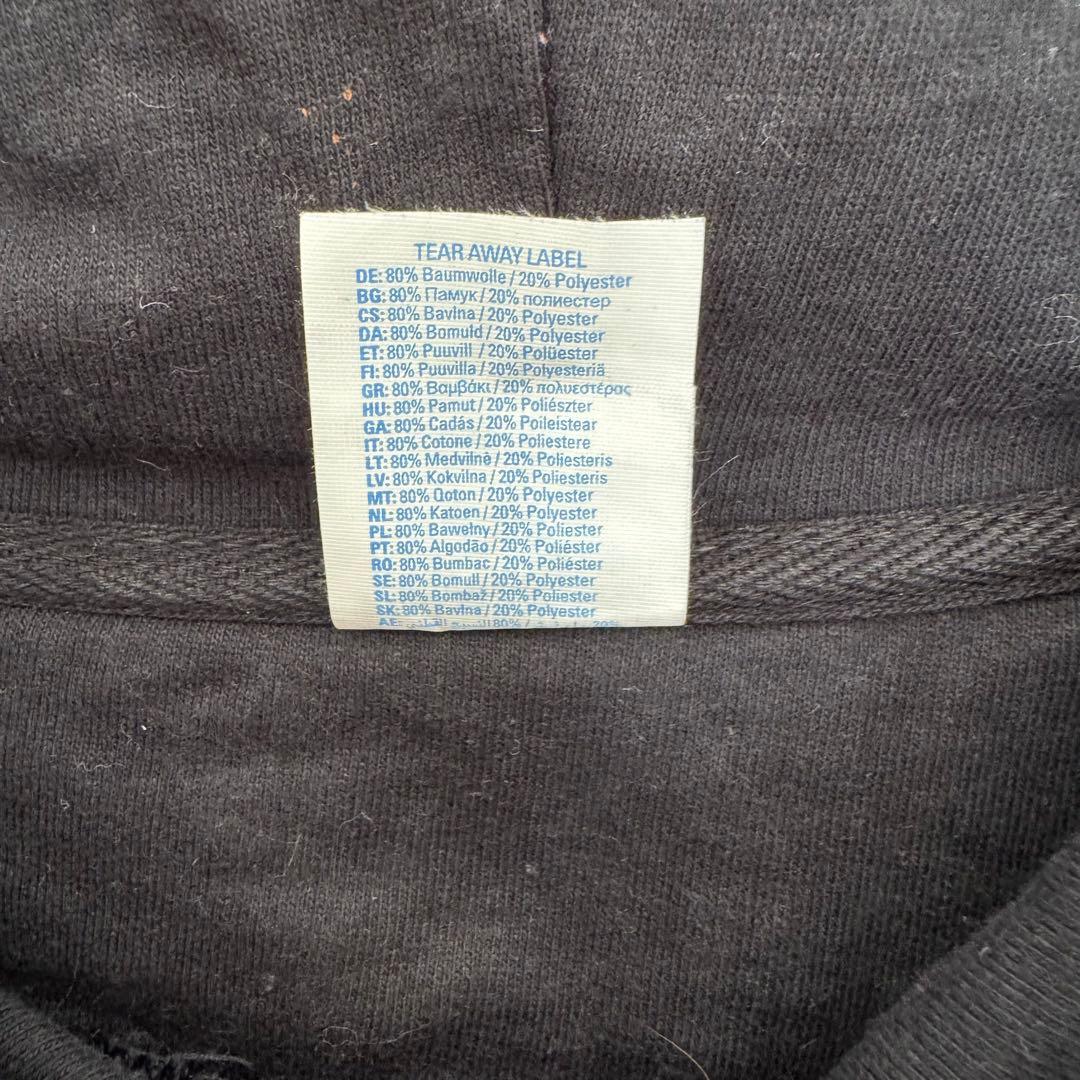 TEAR AWAY LABEL
DE: 80% Baumwolle / 20% Polyester
BG: 80% Памук / 20% полиестер
CS: 80% Bavlna / 20% Polyester
DA: 80% Bomuld / 20% Polyester
ET: 80% Puuvill / 20% Polüester
FI: 80% Puuvilla / 20% Polyesteriä
GR: 80% Βαμβάκι / 20% πολυεστέρας
HU: 80% Pamut / 20% Poliészter
GA: 80% Cadás / 20% Poileistear
IT: 80% Cotone / 20% Poliestere
LT: 80% Medvilnė / 20% Poliesteris
LV: 80% Kokvilna / 20% Poliesteris
MT: 80% Qoton / 20% Polyester
NL: 80% Katoen / 20% Polyester
PL: 80% Bawełny / 20% Poliester
PT: 80% Algodão / 20% Poliéster
RO: 80% Bumbac / 20% Poliester
SE: 80% Bomull / 20% Polyester
SL: 80% Bombaž / 20% Poliester
SK: 80% Bavlna / 20% Polyester
AE: 80% / 20%